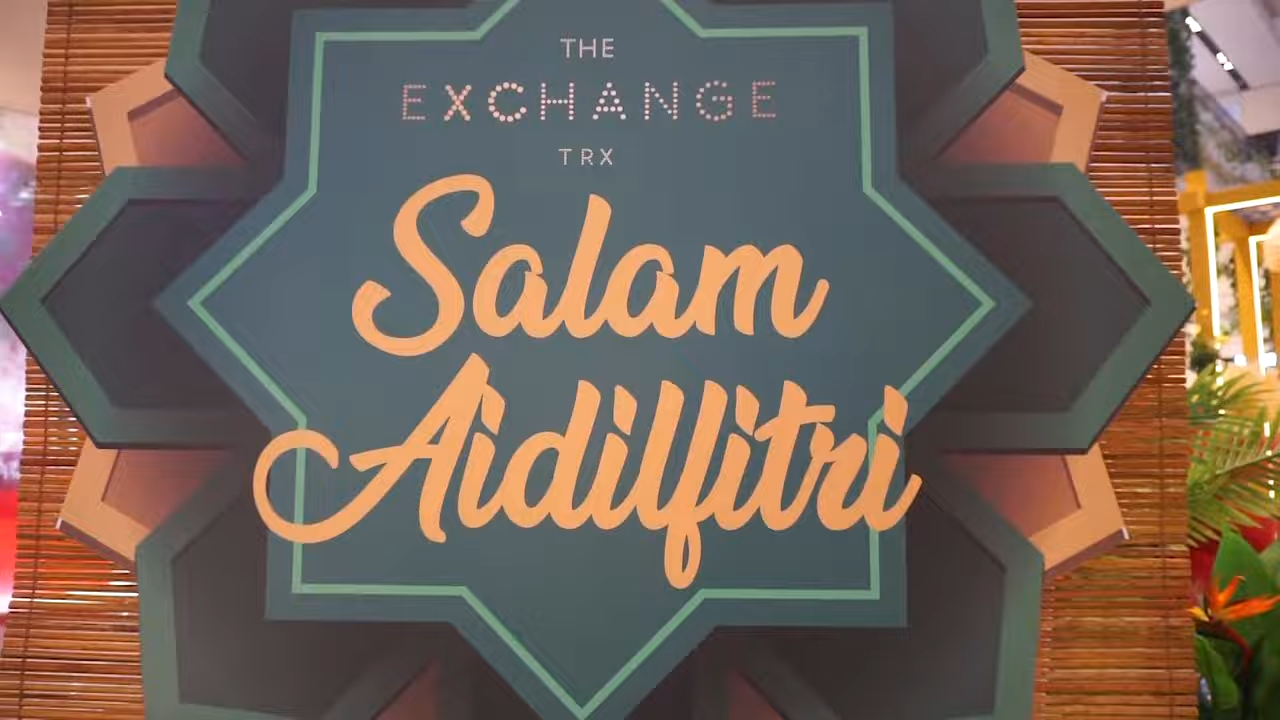 THE
EXCHANGE
TRX
Salam
Aidilfitri